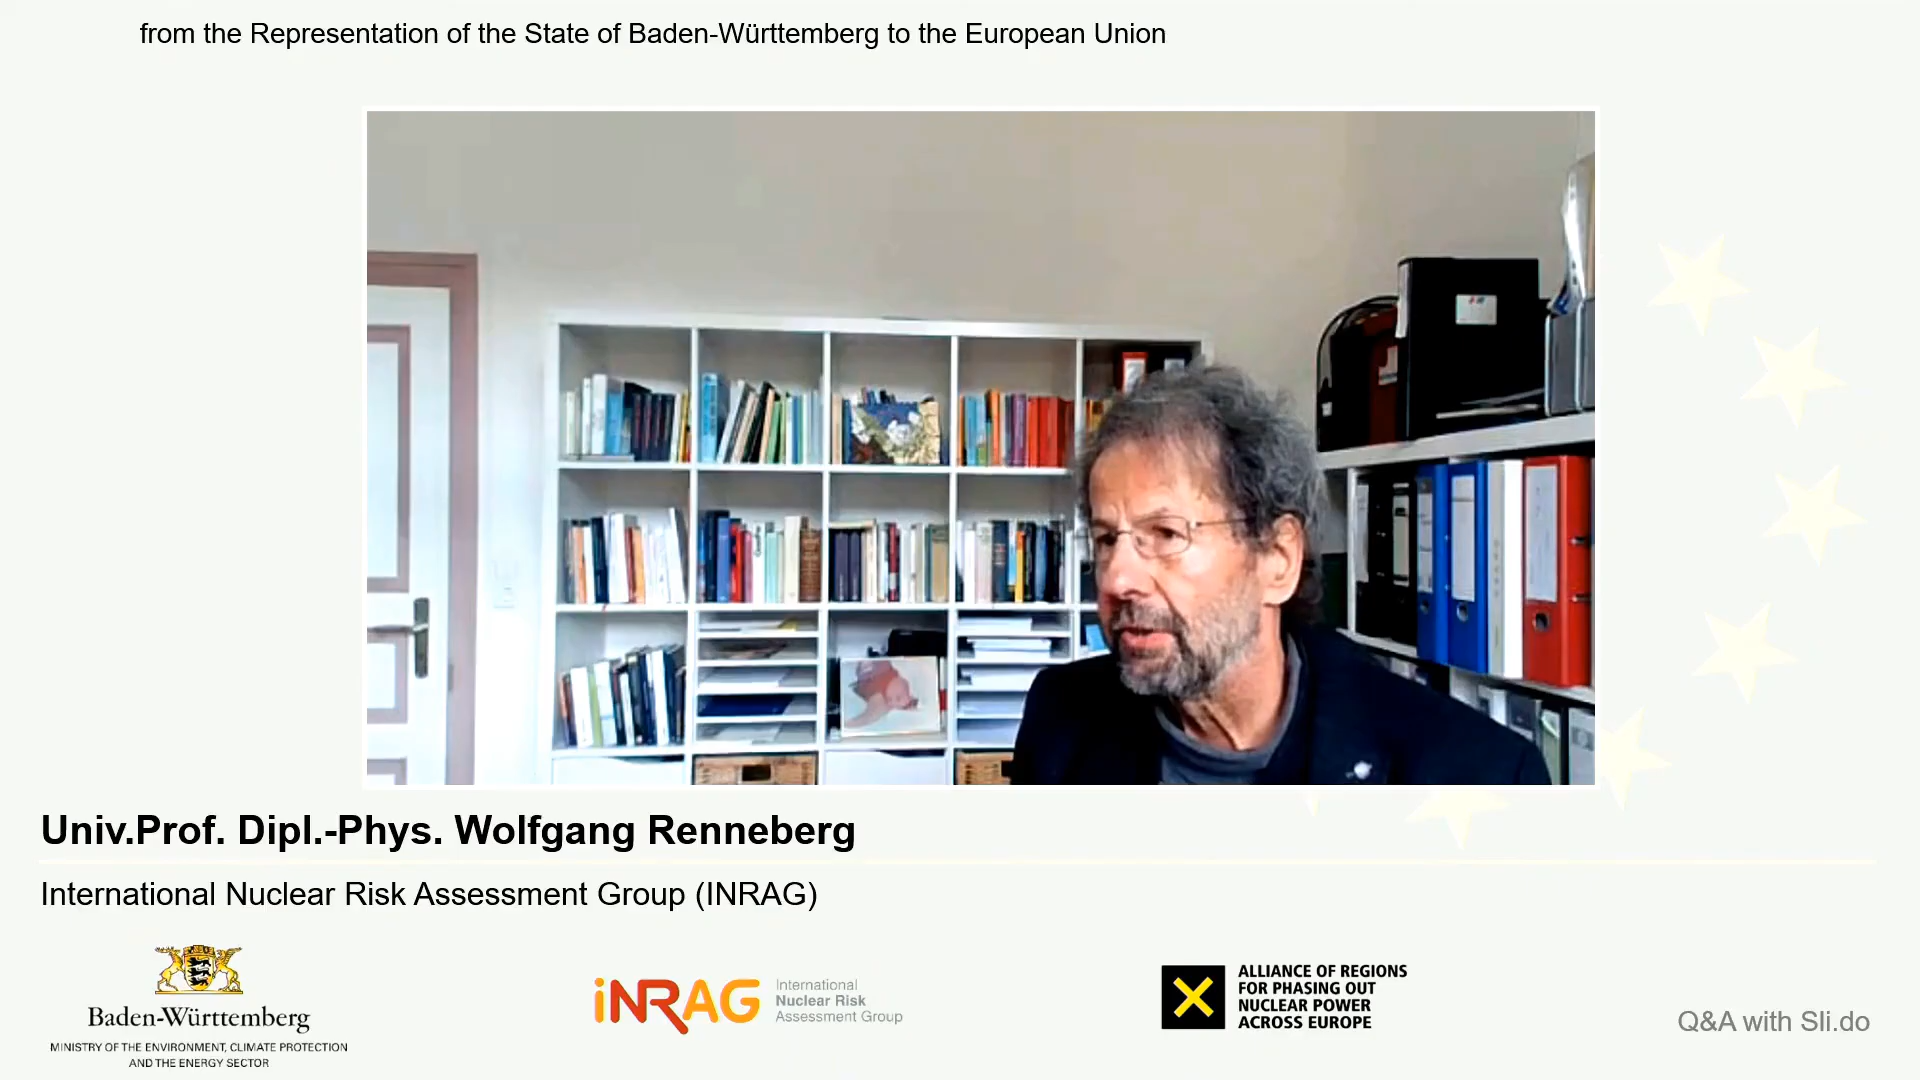 from the Representation of the State of Baden-Württemberg to the European Union
Univ.Prof. Dipl.-Phys. Wolfgang Renneberg
International Nuclear Risk Assessment Group (INRAG)
Baden-Württemberg
MINISTRY OF THE ENVIRONMENT, CLIMATE PROTECTION
AND THE ENERGY SECTOR
iNRAG
International
Nuclear Risk
Assessment Group
ALLIANCE OF REGIONS
FOR PHASING OUT
NUCLEAR POWER
ACROSS EUROPE
Q&A with Sli.do